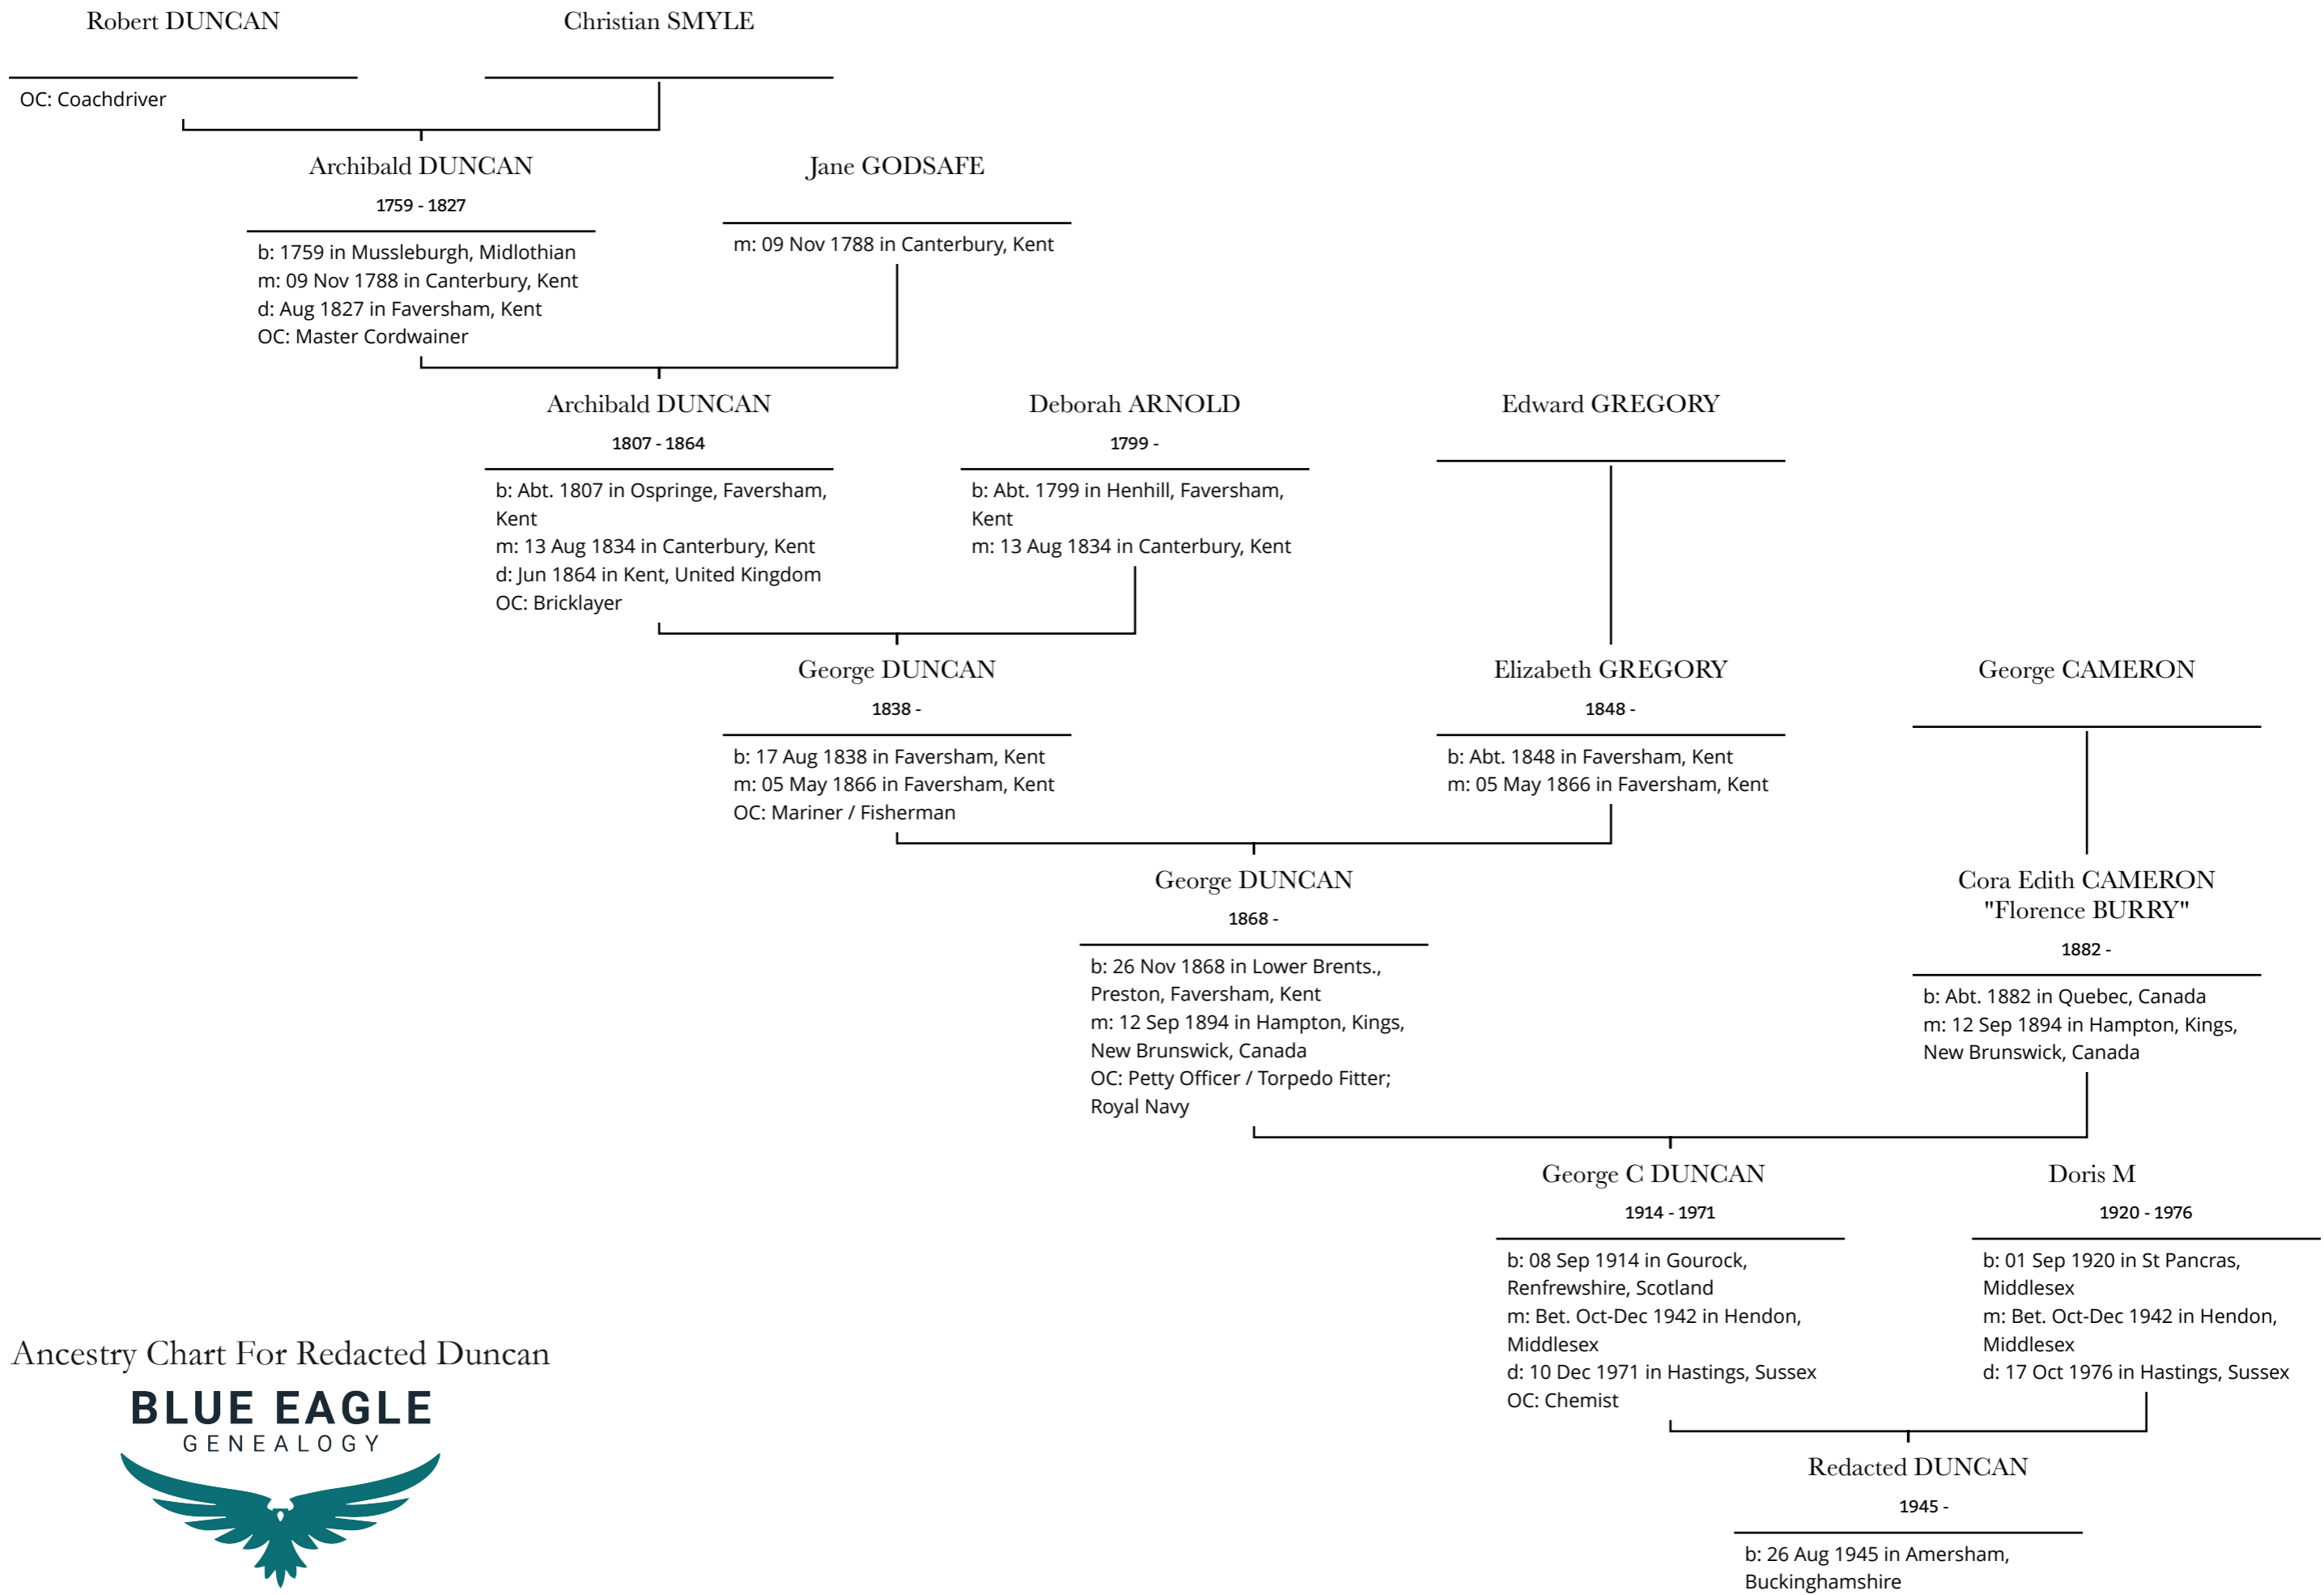 Robert DUNCAN
OC: Coachdriver
Christian SMYLE
Archibald DUNCAN
1759 - 1827
b: 1759 in Mussleburgh, Midlothian
m: 09 Nov 1788 in Canterbury, Kent
d: Aug 1827 in Faversham, Kent
OC: Master Cordwainer
Jane GODSAFE
m: 09 Nov 1788 in Canterbury, Kent
Archibald DUNCAN
1807 - 1864
b: Abt. 1807 in Ospringe, Faversham,
Kent
m: 13 Aug 1834 in Canterbury, Kent
d: Jun 1864 in Kent, United Kingdom
OC: Bricklayer
Deborah ARNOLD
1799 -
b: Abt. 1799 in Henhill, Faversham,
Kent
m: 13 Aug 1834 in Canterbury, Kent
Edward GREGORY
George DUNCAN
1838 -
b: 17 Aug 1838 in Faversham, Kent
m: 05 May 1866 in Faversham, Kent
OC: Mariner / Fisherman
Elizabeth GREGORY
1848 -
b: Abt. 1848 in Faversham, Kent
m: 05 May 1866 in Faversham, Kent
George CAMERON
George DUNCAN
1868 -
b: 26 Nov 1868 in Lower Brents.,
Preston, Faversham, Kent
m: 12 Sep 1894 in Hampton, Kings,
New Brunswick, Canada
OC: Petty Officer / Torpedo Fitter;
Royal Navy
Cora Edith CAMERON
"Florence BURRY"
1882 -
b: Abt. 1882 in Quebec, Canada
m: 12 Sep 1894 in Hampton, Kings,
New Brunswick, Canada
George C DUNCAN
1914 - 1971
b: 08 Sep 1914 in Gourock,
Renfrewshire, Scotland
m: Bet. Oct-Dec 1942 in Hendon,
Middlesex
d: 10 Dec 1971 in Hastings, Sussex
OC: Chemist
Doris M
1920 - 1976
b: 01 Sep 1920 in St Pancras,
Middlesex
m: Bet. Oct-Dec 1942 in Hendon,
Middlesex
d: 17 Oct 1976 in Hastings, Sussex
Redacted DUNCAN
1945 -
b: 26 Aug 1945 in Amersham,
Buckinghamshire
Ancestry Chart For Redacted Duncan
BLUE EAGLE
GENEALOGY